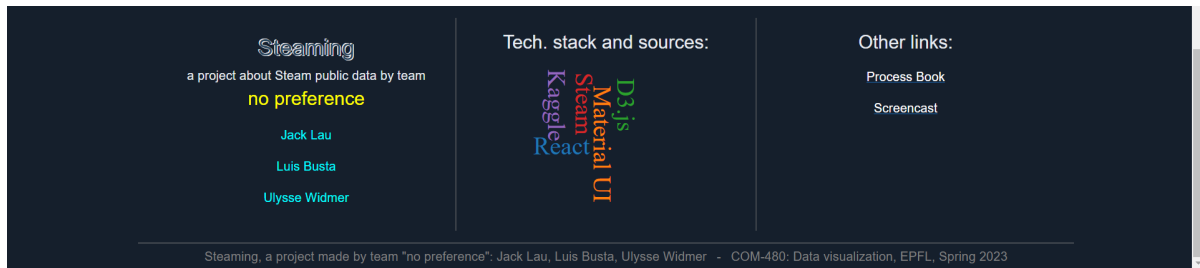 Steaming
a project about Steam public data by team
no preference
Jack Lau
Luis Busta
Ulysse Widmer
Tech. stack and sources:
Kaggle
Steam
D3.js
Material UI
React
Other links:
Process Book
Screencast
Steaming, a project made by team "no preference": Jack Lau, Luis Busta, Ulysse Widmer - COM-480: Data visualization, EPFL, Spring 2023